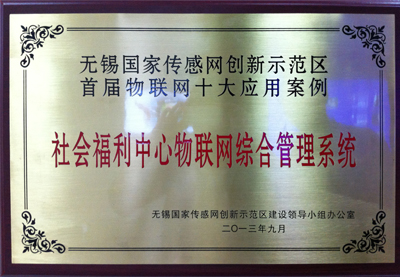 无锡国家传感网创新示范区
首届物联网十大应用案例
社会福利中心物联网综合管理系统
无锡国家传感网创新示范区建设领导小组办公室
二〇一三年九月